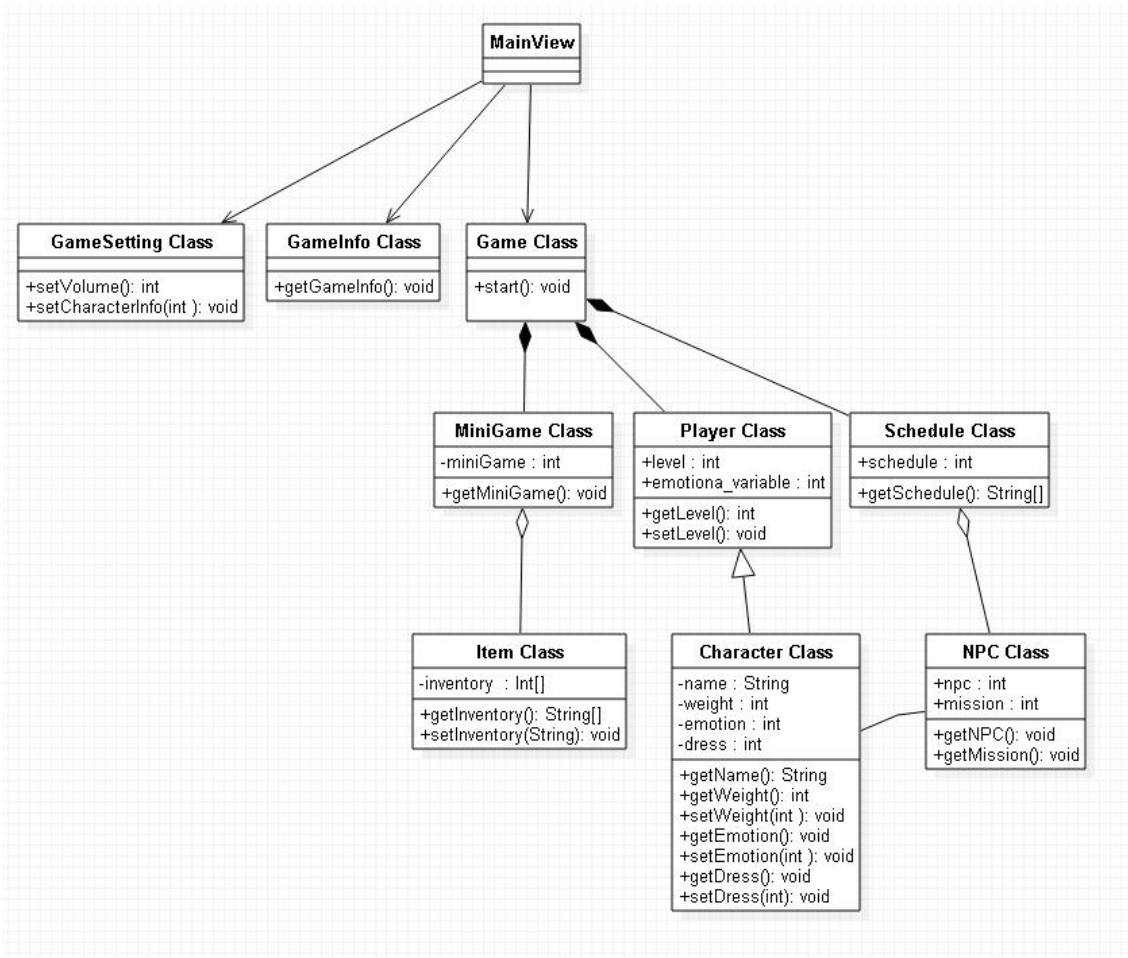 MainView
GameSetting Class
+setVolume(): int
+setCharacterInfo(int ): void
GameInfo Class
+getGameInfo(): void
Game Class
+start(): void
MiniGame Class
-miniGame : int
+getMiniGame(): void
Player Class
+level : int
+emotiona_variable : int
+getLevel(): int
+setLevel(): void
Schedule Class
+schedule : int
+getSchedule(): String[]
Item Class
-inventory : Int[]
+getInventory(): String[]
+setInventory(String): void
Character Class
-name : String
-weight : int
-emotion : int
-dress : int
+getName(): String
+getWeight(): int
+setWeight(int ): void
+getEmotion(): void
+setEmotion(int ): void
+getDress(): void
+setDress(int): void
NPC Class
+npc : int
+mission : int
+getNPC(): void
+getMission(): void